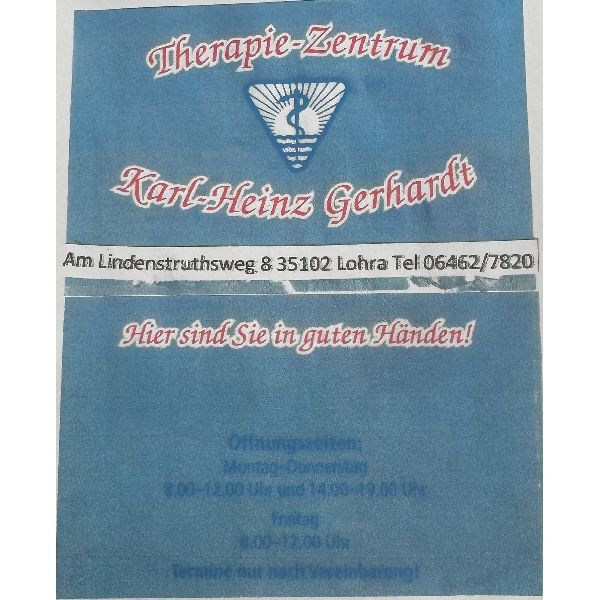 Therapie-Zentrum
Karl-Heinz Gerhardt
Am Lindenstruthsweg 8 35102 Lohra Tel 06462/7820
Hier sind Sie in guten Händen!
Öffnungszeiten:
Montag-Donnerstag
8.00-12.00 Uhr und 14.00-19.00 Uhr
Freitag
8.00-12.00 Uhr
Termine nur nach Vereinbarung!